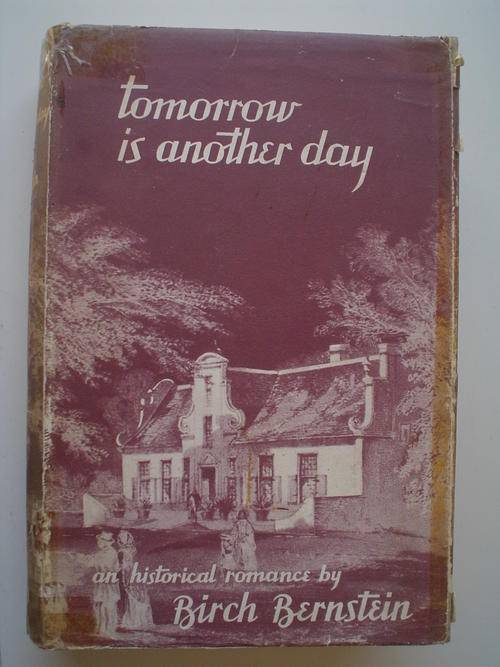 tomorrow
is another day
an historical romance by
Birch Bernstein